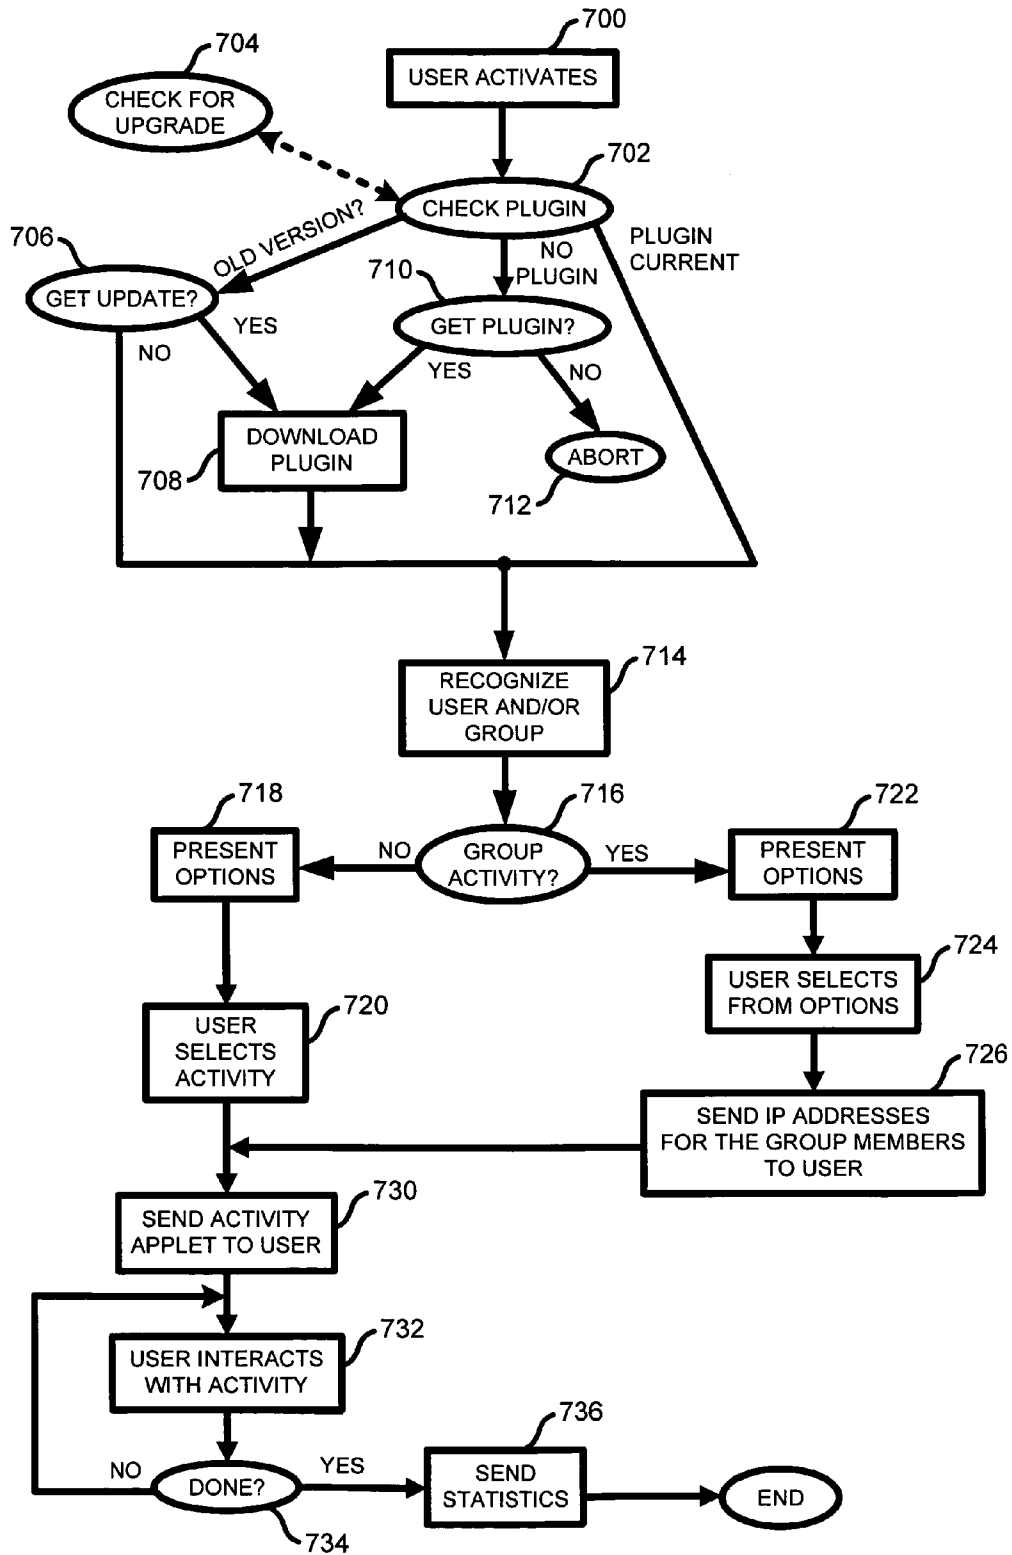 700
USER ACTIVATES
704
CHECK FOR
UPGRADE
702
CHECK PLUGIN
OLD VERSION?
NO
PLUGIN
PLUGIN
CURRENT
706
GET UPDATE?
710
GET PLUGIN?
YES
NO
YES
NO
DOWNLOAD
PLUGIN
708
ABORT
712
714
RECOGNIZE
USER AND/OR
GROUP
716
GROUP
ACTIVITY?
NO
YES
718
PRESENT
OPTIONS
722
PRESENT
OPTIONS
724
USER SELECTS
FROM OPTIONS
720
USER
SELECTS
ACTIVITY
726
SEND IP ADDRESSES
FOR THE GROUP MEMBERS
TO USER
730
SEND ACTIVITY
APPLET TO USER
732
USER INTERACTS
WITH ACTIVITY
NO
DONE?
YES
734
736
SEND
STATISTICS
END